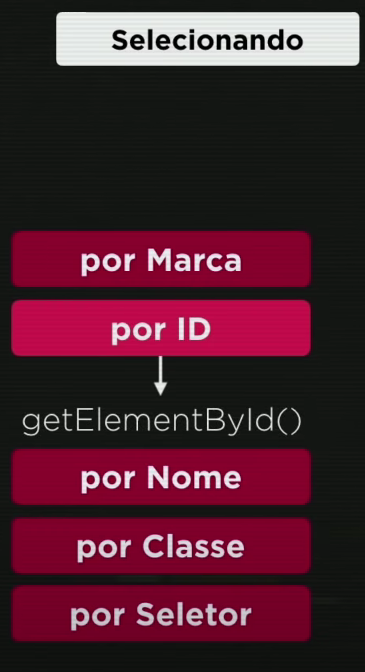 Selecionando
por Marca
por ID
getElementById()
por Nome
por Classe
por Seletor